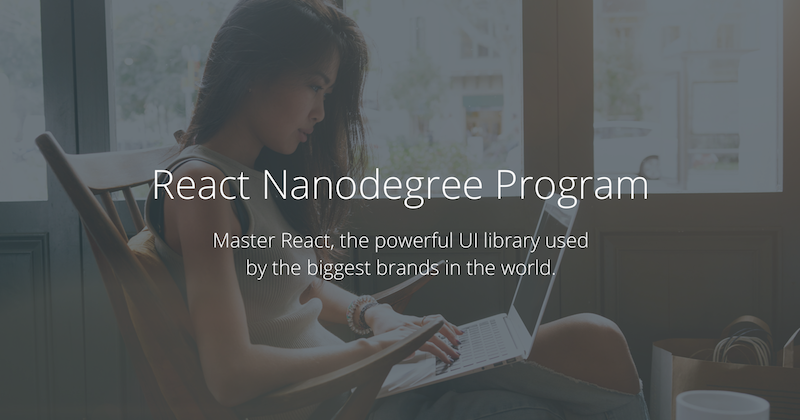 React Nanodegree Program
Master React, the powerful UI library used
by the biggest brands in the world.